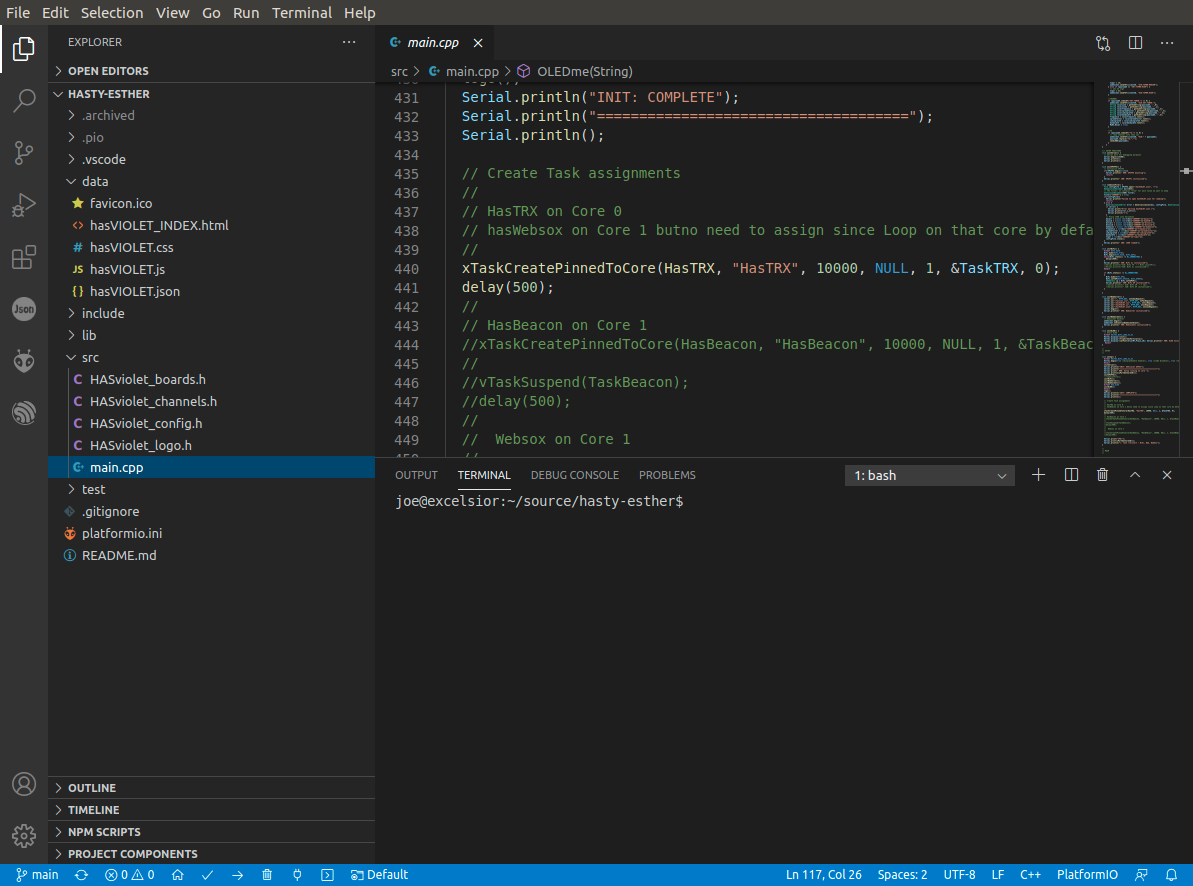 File Edit Selection View Go Run Terminal Help
EXPLORER
OPEN EDITORS
HASTY-ESTHER
.archived
.pio
.vscode
data
favicon.ico
<> hasVIOLET_INDEX.html
# hasVIOLET.css
JS hasVIOLET.js
{} hasVIOLET.json
include
lib
src
C HASviolet_boards.h
C HASviolet_channels.h
C HASviolet_config.h
C HASviolet_logo.h
main.cpp
test
.gitignore
platformio.ini
README.md
OUTLINE
TIMELINE
NPM SCRIPTS
PROJECT COMPONENTS
Json
main.cpp
src > main.cpp > OLEDme(String)
431 Serial.println("INIT: COMPLETE");
432 Serial.println("=====================================");
433 Serial.println();
434
435 // Create Task assignments
436 //
437 // HasTRX on Core 0
438 // hasWebsox on Core 1 butno need to assign since Loop on that core by defa
439 //
440 xTaskCreatePinnedToCore(HasTRX, "HasTRX", 10000, NULL, 1, &TaskTRX, 0);
441 delay(500);
442 //
443 // HasBeacon on Core 1
444 //xTaskCreatePinnedToCore(HasBeacon, "HasBeacon", 10000, NULL, 1, &TaskBeac
445 //
446 //vTaskSuspend(TaskBeacon);
447 //delay(500);
448 //
449 //  Websox on Core 1
OUTPUT TERMINAL DEBUG CONSOLE PROBLEMS 1: bash
joe@excelsior:~/source/hasty-esther$
main 0 0 Default Ln 117, Col 26 Spaces: 2 UTF-8 LF C++ PlatformIO